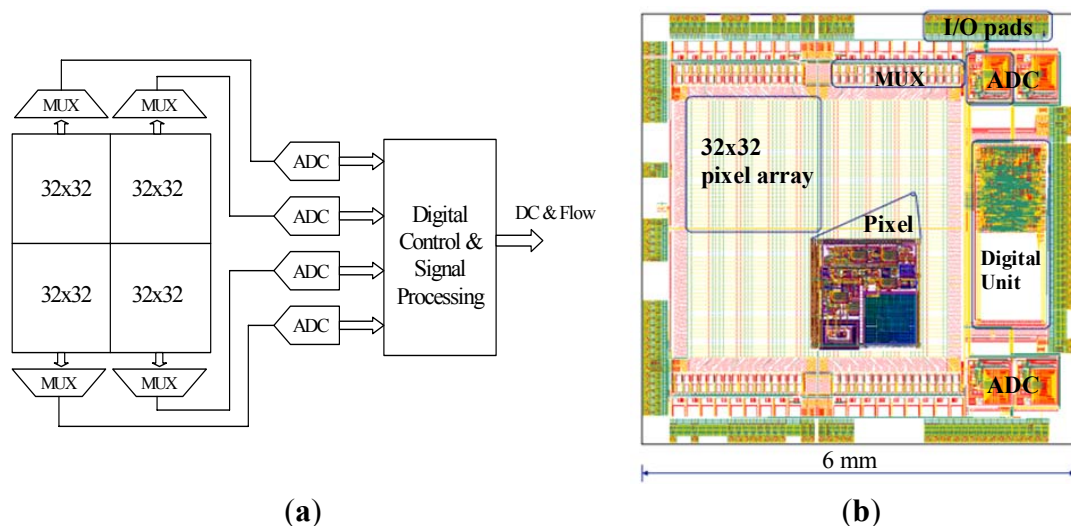 MUX
MUX
32x32
32x32
32x32
32x32
MUX
MUX
ADC
ADC
ADC
ADC
Digital
Control &
Signal
Processing
DC & Flow
(a)
I/O pads
MUX
ADC
32x32
pixel array
Pixel
Digital
Unit
ADC
6 mm
(b)